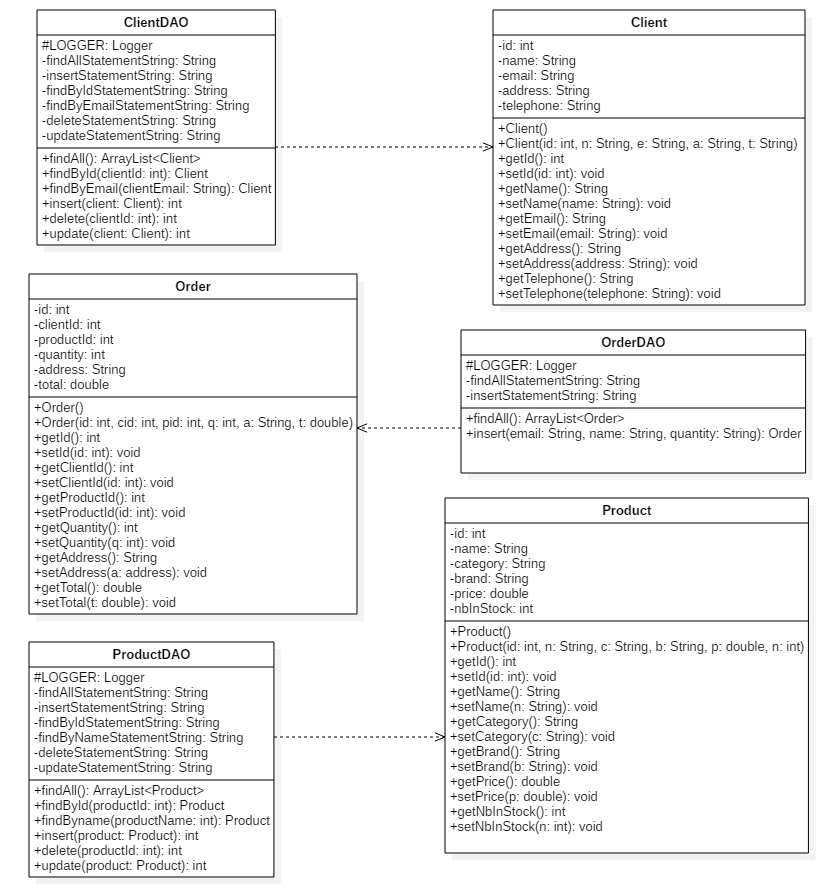 ClientDAO
#LOGGER: Logger
-findAllStatementString: String
-insertStatementString: String
-findByIdStatementString: String
-findByEmailStatementString: String
-deleteStatementString: String
-updateStatementString: String
+findAll(): ArrayList<Client>
+findById(clientId: int): Client
+findByEmail(clientEmail: String): Client
+insert(client: Client): int
+delete(clientId: int): int
+update(client: Client): int
Client
-id: int
-name: String
-email: String
-address: String
-telephone: String
+Client()
+Client(id: int, n: String, e: String, a: String, t: String)
+getId(): int
+setId(id: int): void
+getName(): String
+setName(name: String): void
+getEmail(): String
+setEmail(email: String): void
+getAddress(): String
+setAddress(address: String): void
+getTelephone(): String
+setTelephone(telephone: String): void
Order
-id: int
-clientId: int
-productId: int
-quantity: int
-address: String
-total: double
+Order()
+Order(id: int, cid: int, pid: int, q: int, a: String, t: double)
+getId(): int
+setId(id: int): void
+getClientId(): int
+setClientId(id: int): void
+getProductId(): int
+setProductId(id: int): void
+getQuantity(): int
+setQuantity(q: int): void
+getAddress(): String
+setAddress(a: address): void
+getTotal(): double
+setTotal(t: double): void
OrderDAO
#LOGGER: Logger
-findAllStatementString: String
-insertStatementString: String
+findAll(): ArrayList<Order>
+insert(email: String, name: String, quantity: String): Order
Product
-id: int
-name: String
-category: String
-brand: String
-price: double
-nbInStock: int
+Product()
+Product(id: int, n: String, c: String, b: String, p: double, n: int)
+getId(): int
+setId(id: int): void
+getName(): String
+setName(n: String): void
+getCategory(): String
+setCategory(c: String): void
+getBrand(): String
+setBrand(b: String): void
+getPrice(): double
+setPrice(p: double): void
+getNbInStock(): int
+setNbInStock(n: int): void
ProductDAO
#LOGGER: Logger
-findAllStatementString: String
-insertStatementString: String
-findByIdStatementString: String
-findByNameStatementString: String
-deleteStatementString: String
-updateStatementString: String
+findAll(): ArrayList<Product>
+findById(productId: int): Product
+findByname(productName: int): Product
+insert(product: Product): int
+delete(productId: int): int
+update(product: Product): int